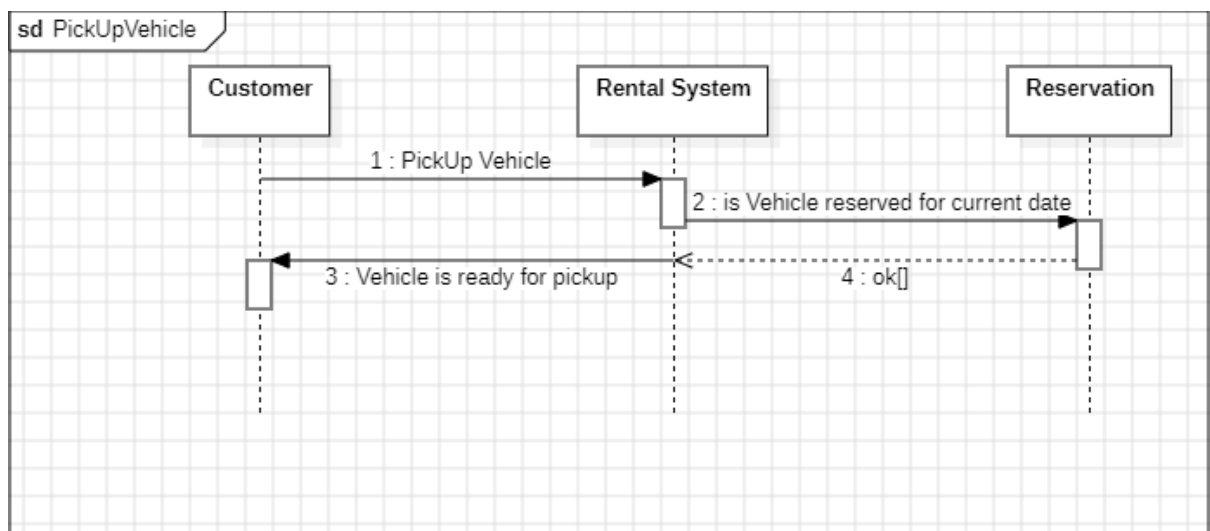 sd PickUpVehicle
Customer
Rental System
Reservation
1 : PickUp Vehicle
2 : is Vehicle reserved for current date
3 : Vehicle is ready for pickup
4 : ok[]